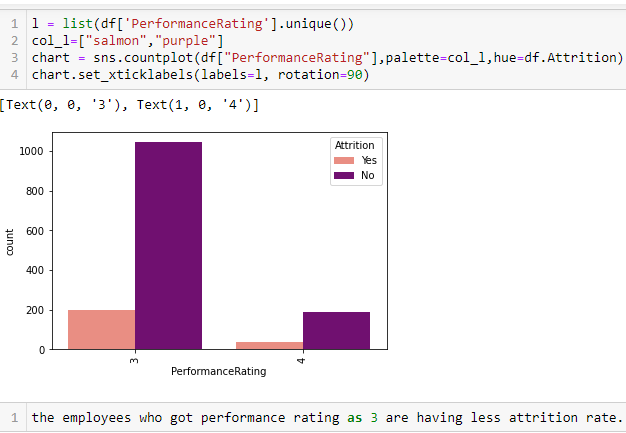 1 l = list(df['PerformanceRating'].unique())
2 col_l=["salmon","purple"]
3 chart = sns.countplot(df["PerformanceRating"],palette=col_l,hue=df.Attrition)
4 chart.set_xticklabels(labels=l, rotation=90)
[Text(0, 0, '3'), Text(1, 0, '4')]
Attrition
Yes
No
1000
800
600
400
200
0
count
3
4
PerformanceRating
1 the employees who got performance rating as 3 are having less attrition rate.